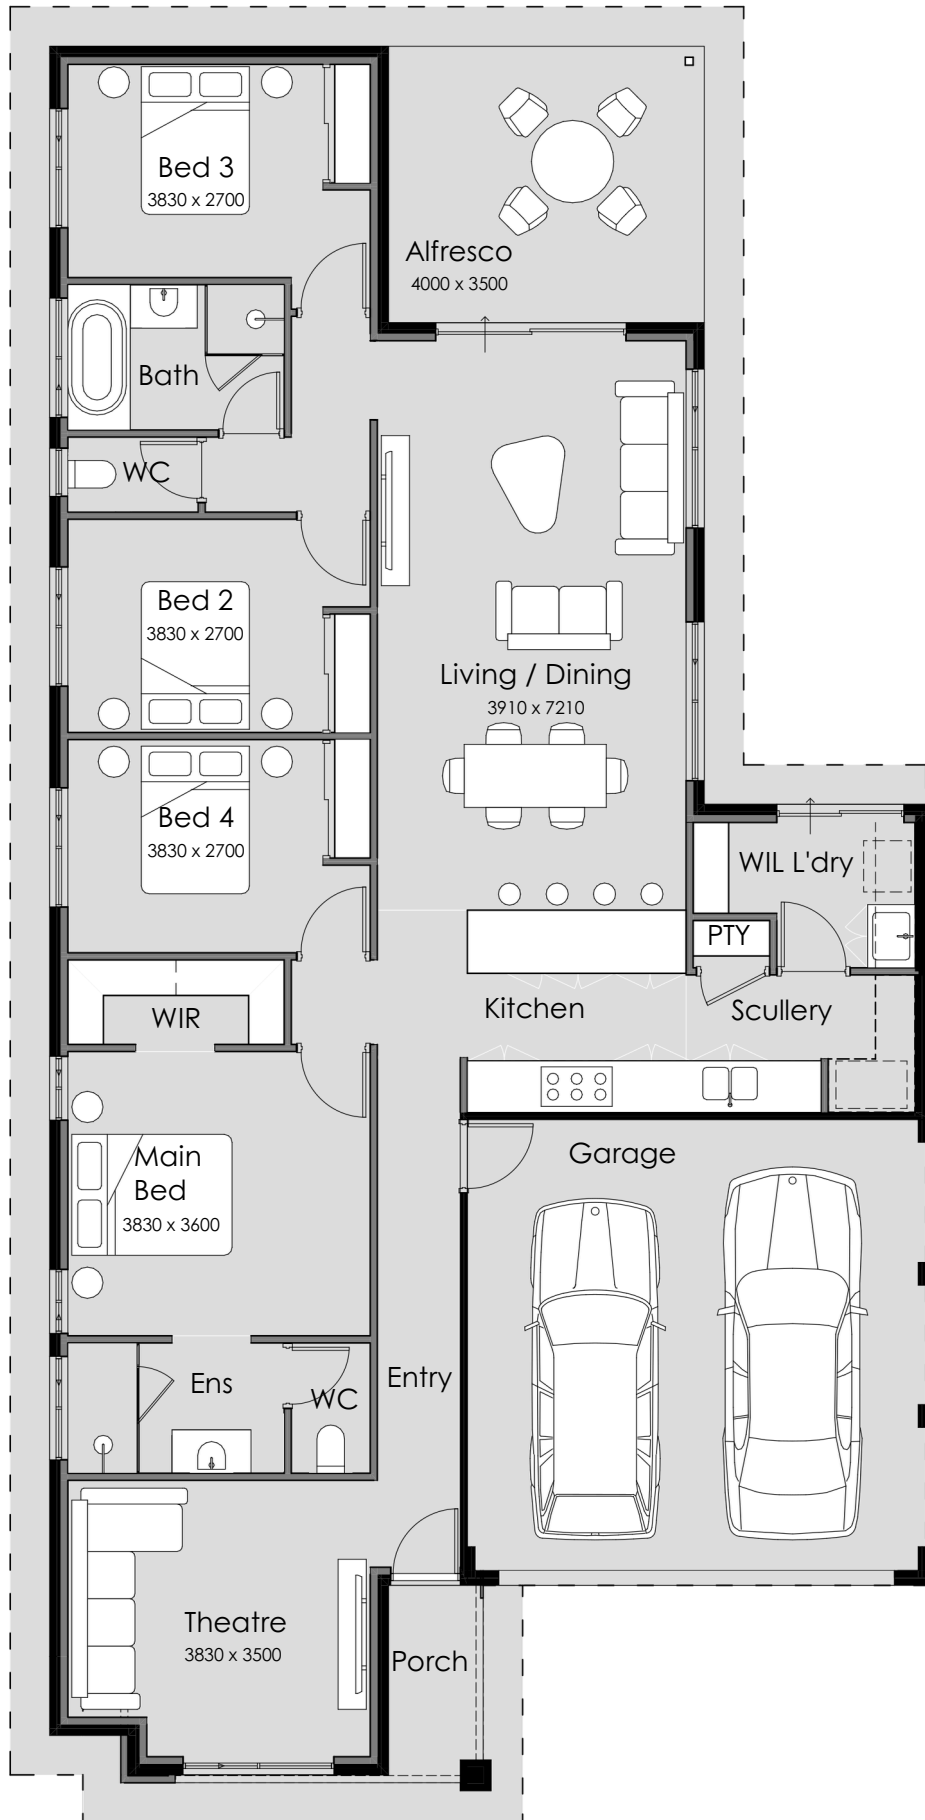 Bed 3
3830 x 2700
Alfresco
4000 x 3500
Bath
WC
Bed 2
3830 x 2700
Living / Dining
3910 x 7210
Bed 4
3830 x 2700
WIL L'dry
PTY
WIR
Kitchen
Scullery
Main
Bed
3830 x 3600
Garage
Ens
WC
Entry
Theatre
3830 x 3500
Porch